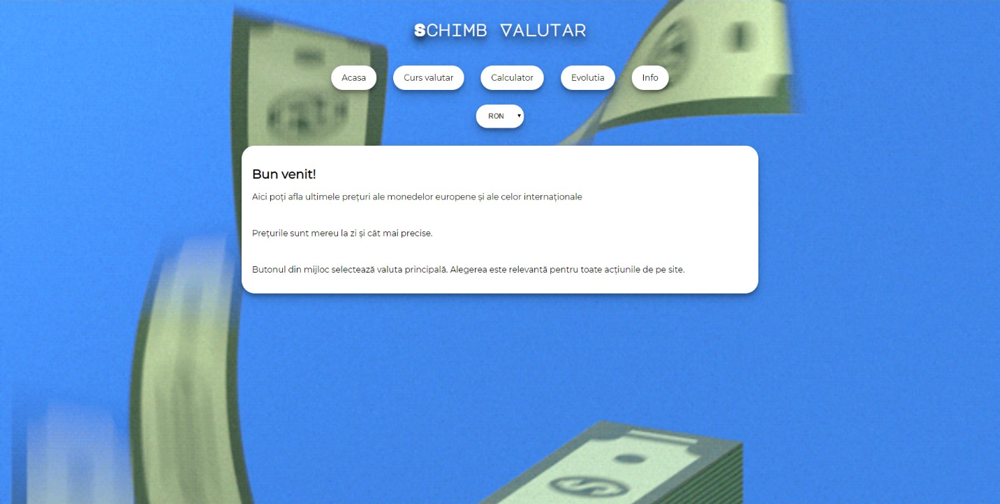 SCHIMB VALUTAR
Acasa Curs valutar Calculator Evolutia Info
RON
Bun venit!
Aici poți afla ultimele prețuri ale monedelor europene și ale celor internaționale
Prețurile sunt mereu la zi și cât mai precise.
Butonul din mijloc selectează valuta principală. Alegerea este relevantă pentru toate acțiunile de pe site.